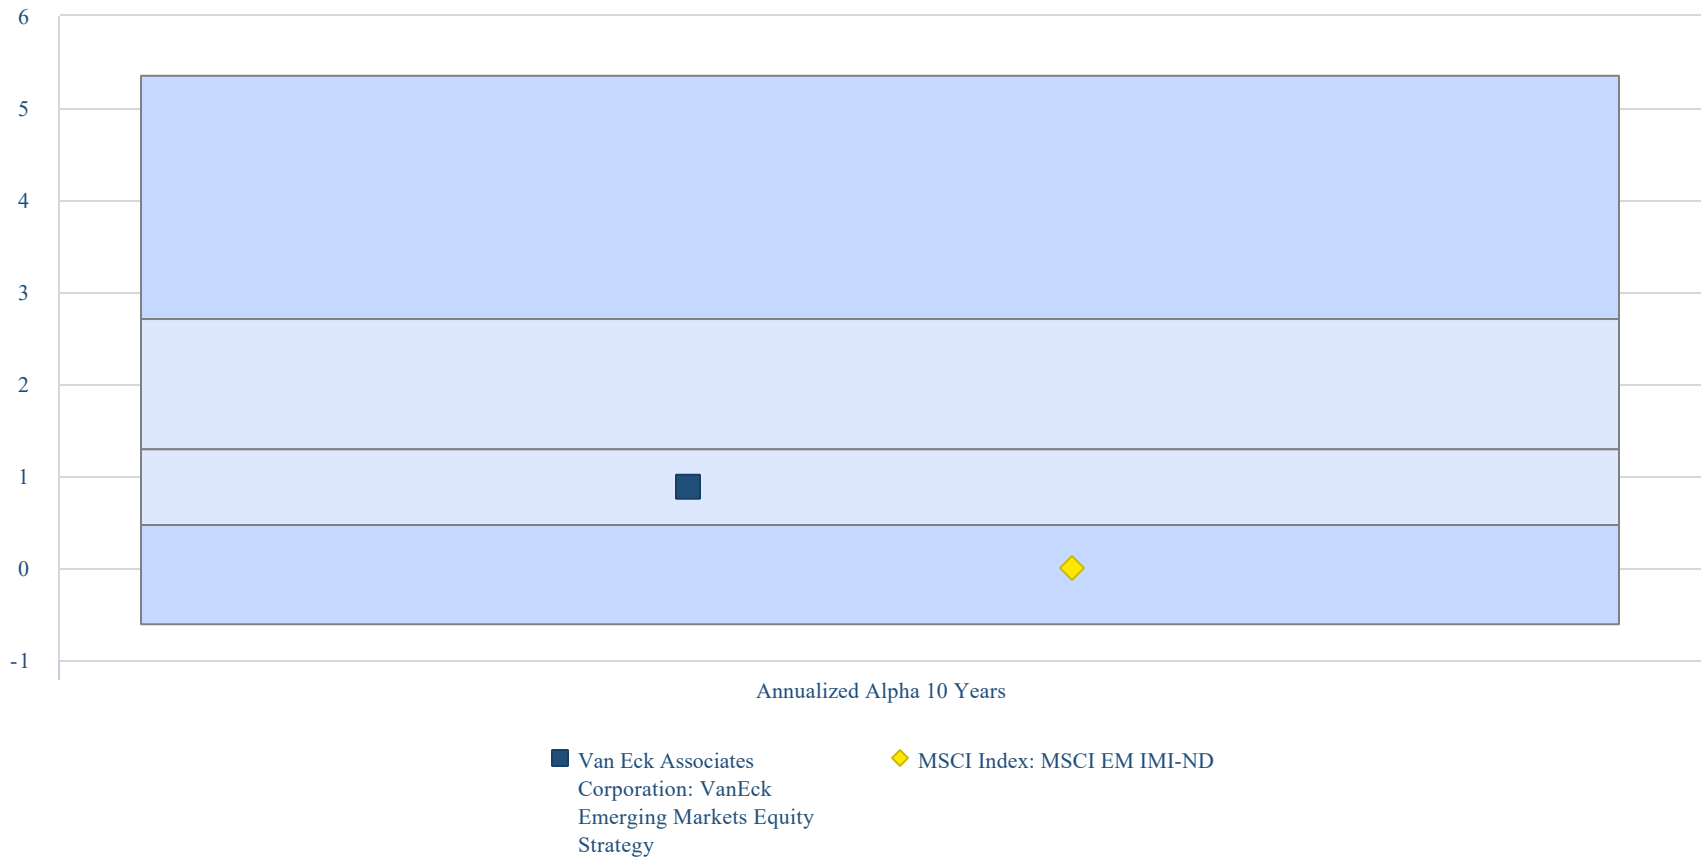 6
5
4
3
2
1
0
-1
Annualized Alpha 10 Years
Van Eck Associates
Corporation: VanEck
Emerging Markets Equity
Strategy
MSCI Index: MSCI EM IMI-ND